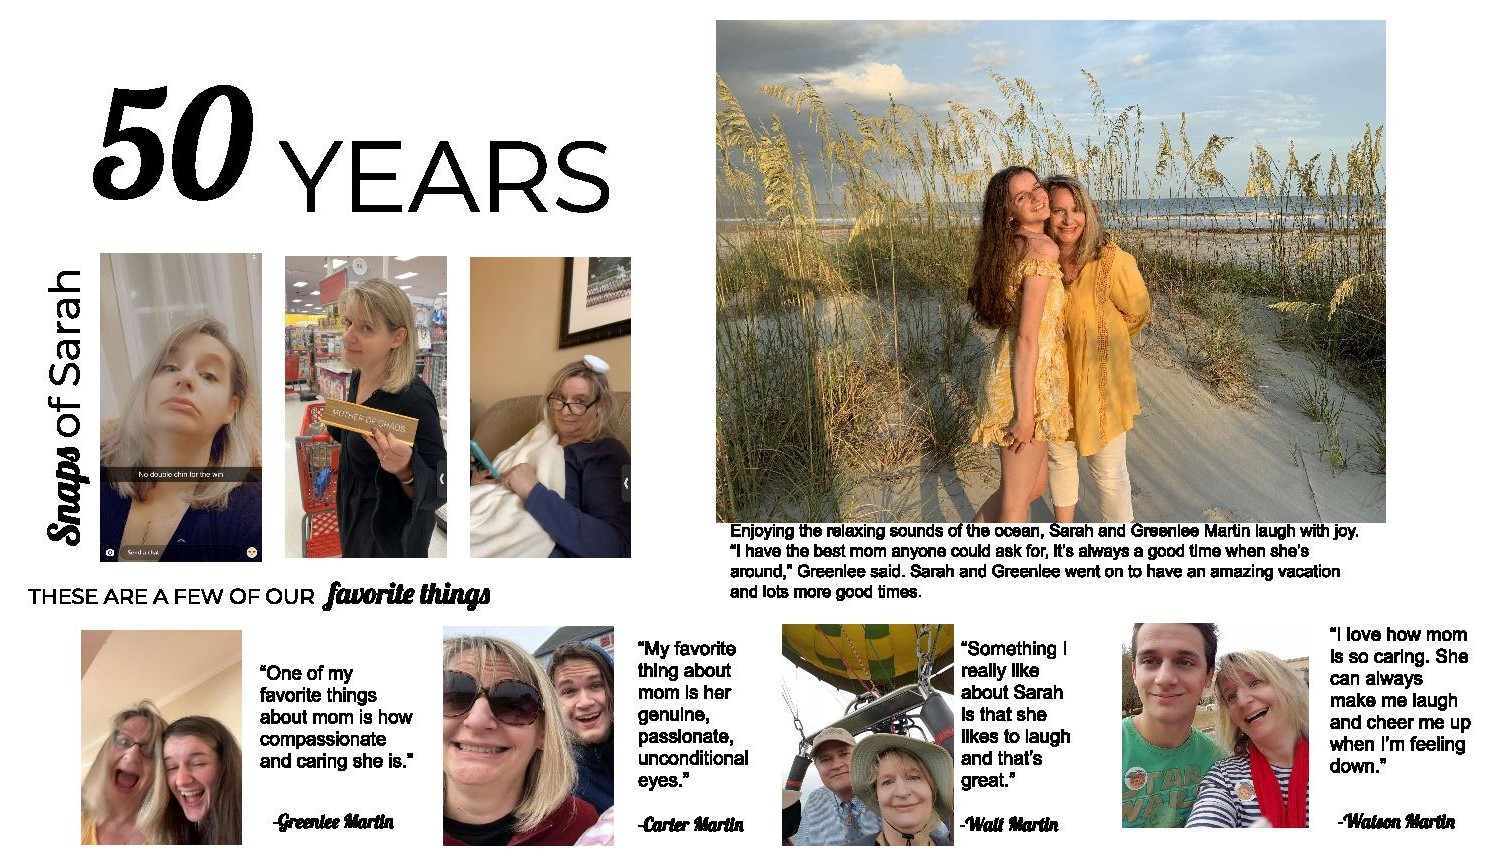 50 YEARS
Snaps of Sarah
No double chin for the win
Send a chat
MOTHER OF CHAOS
Enjoying the relaxing sounds of the ocean, Sarah and Greenlee Martin laugh with joy.
“I have the best mom anyone could ask for, it’s always a good time when she’s
around,” Greenlee said. Sarah and Greenlee went on to have an amazing vacation
and lots more good times.
THESE ARE A FEW OF OUR favorite things
“One of my
favorite things
about mom is how
compassionate
and caring she is.”
-Greenlee Martin
“My favorite
thing about
mom is her
genuine,
passionate,
unconditional
eyes.”
-Carter Martin
“Something I
really like
about Sarah
is that she
likes to laugh
and that’s
great.”
-Walt Martin
STAR
WARS
“I love how mom
is so caring. She
can always
make me laugh
and cheer me up
when I’m feeling
down.”
-Watson Martin